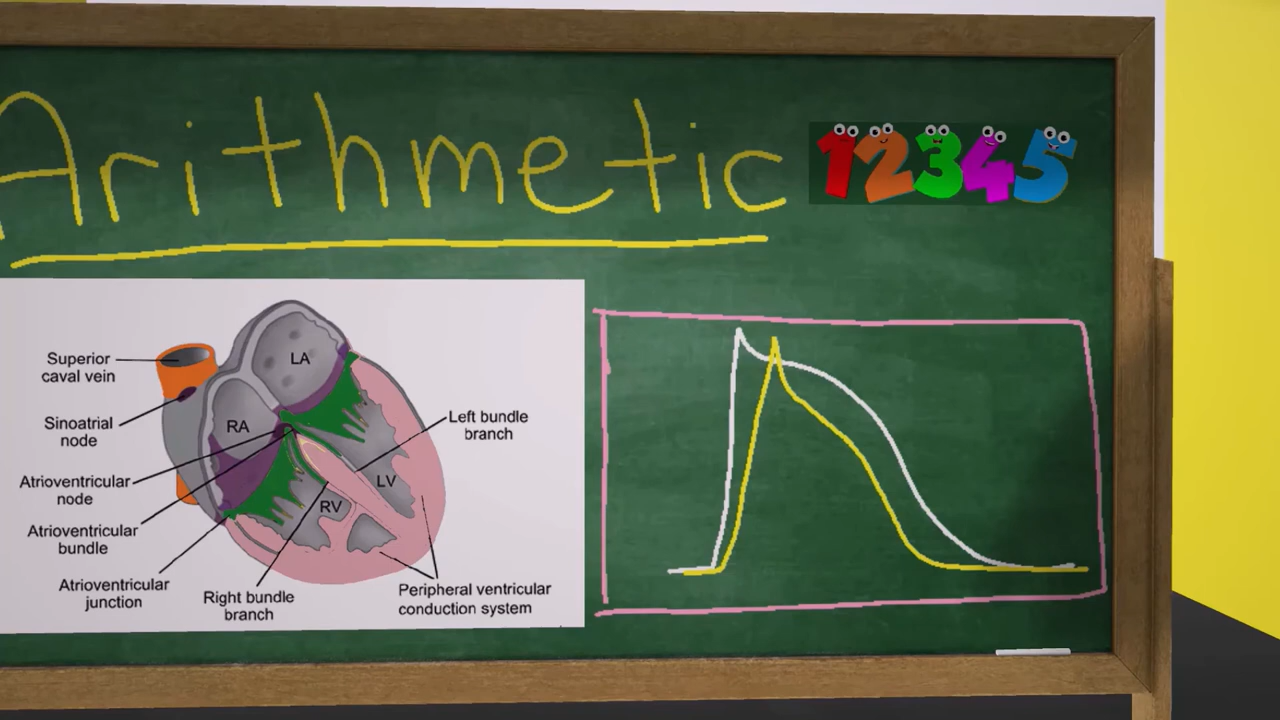 Arithmetic
12345
Superior
caval vein
Sinoatrial
node
Atrioventricular
node
Atrioventricular
bundle
Atrioventricular
junction
Right bundle
branch
Left bundle
branch
Peripheral ventricular
conduction system
LA
RA
LV
RV